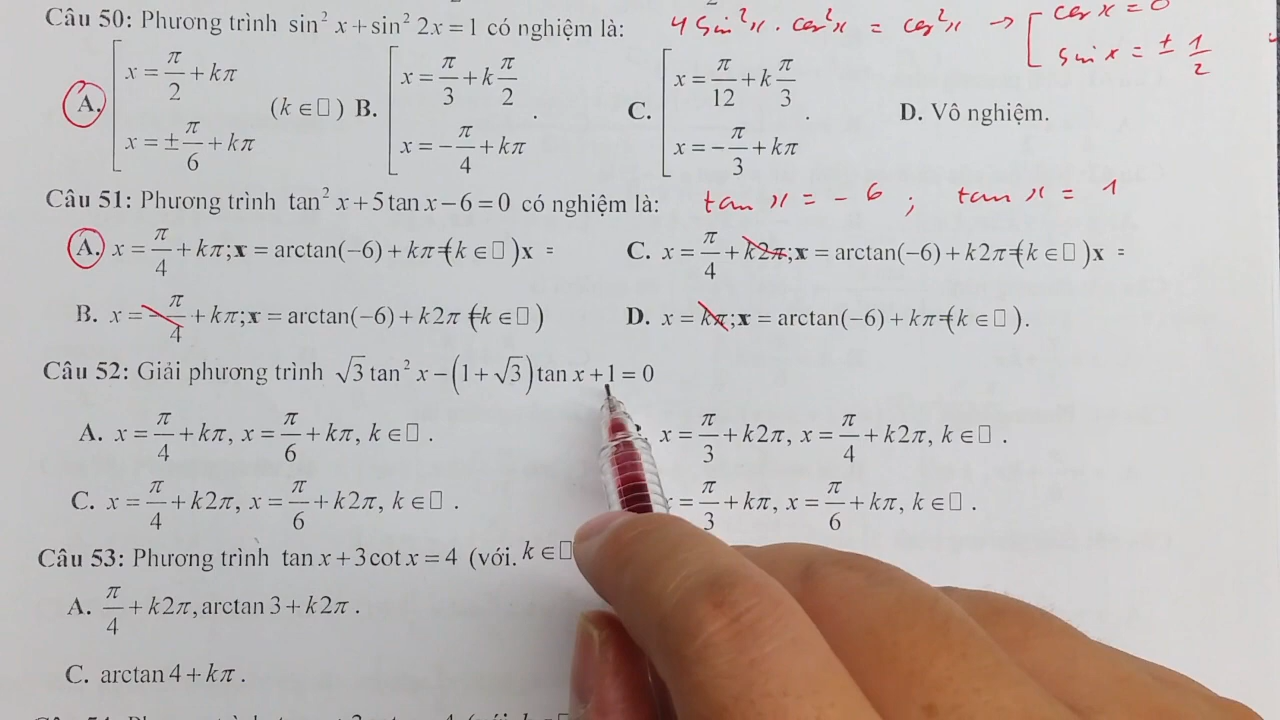 Câu 50: Phương trình sin² x + sin² 2x = 1 có nghiệm là: 4 sin²x . cos²x = cos²x → [ cos x = 0
sin x = ± 1/2
A. [ x = π/2 + kπ; x = ± π/6 + kπ (k ∈ □ ) B. [ x = π/3 + k π/2; x = − π/4 + kπ . C. [ x = π/12 + k π/3; x = − π/3 + kπ . D. Vô nghiệm.
Câu 51: Phương trình tan² x + 5 tan x − 6 = 0 có nghiệm là: tan x = − 6 ; tan x = 1
A. x = π/4 + kπ; x = arctan(−6) + kπ = (k ∈ □ )x = C. x = π/4 + k2π; x = arctan(−6) + k2π = (k ∈ □ )x =
B. x = − π/4 + kπ; x = arctan(−6) + k2π = (k ∈ □ ) D. x = kπ; x = arctan(−6) + kπ = (k ∈ □ ).
Câu 52: Giải phương trình √3 tan² x − (1 + √3) tan x + 1 = 0
A. x = π/4 + kπ, x = π/6 + kπ, k ∈ □ . x = π/3 + k2π, x = π/4 + k2π, k ∈ □ .
C. x = π/4 + k2π, x = π/6 + k2π, k ∈ □ . = π/3 + kπ, x = π/6 + kπ, k ∈ □ .
Câu 53: Phương trình tan x + 3 cot x = 4 (với. k ∈ □
A. π/4 + k2π, arctan 3 + k2π .
C. arctan 4 + kπ .